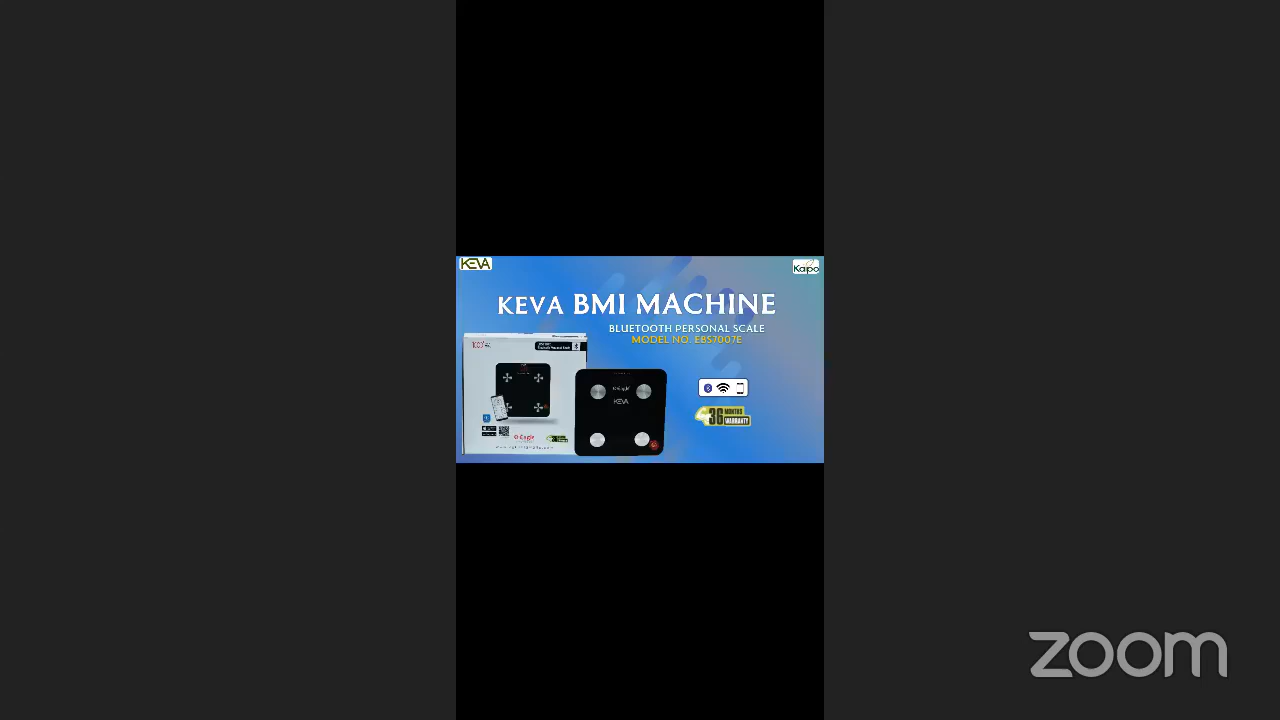 KEVA
Kaipo
KEVA BMI MACHINE
BLUETOOTH PERSONAL SCALE
MODEL NO. EBS7007E
KEVA
36 MONTHS
WARRANTY
zoom